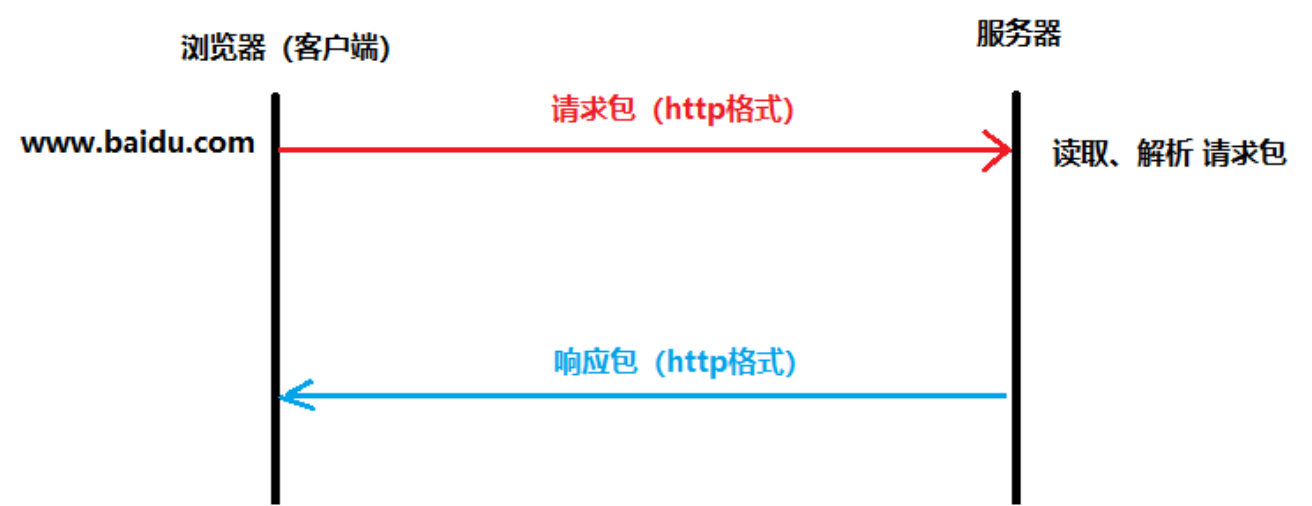 浏览器（客户端）
服务器
请求包（http格式）
www.baidu.com
读取、解析 请求包
响应包（http格式）